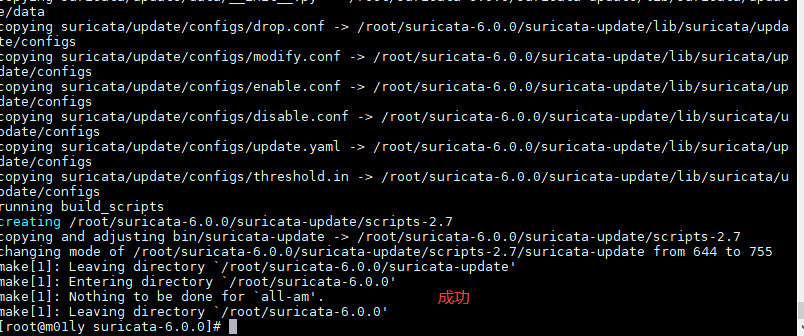 e/data
copying suricata/update/configs/drop.conf -> /root/suricata-6.0.0/suricata-update/lib/suricata/upda
te/configs
copying suricata/update/configs/modify.conf -> /root/suricata-6.0.0/suricata-update/lib/suricata/up
date/configs
copying suricata/update/configs/enable.conf -> /root/suricata-6.0.0/suricata-update/lib/suricata/up
date/configs
copying suricata/update/configs/disable.conf -> /root/suricata-6.0.0/suricata-update/lib/suricata/u
pdate/configs
copying suricata/update/configs/update.yaml -> /root/suricata-6.0.0/suricata-update/lib/suricata/up
date/configs
copying suricata/update/configs/threshold.in -> /root/suricata-6.0.0/suricata-update/lib/suricata/u
pdate/configs
running build_scripts
creating /root/suricata-6.0.0/suricata-update/scripts-2.7
copying and adjusting bin/suricata-update -> /root/suricata-6.0.0/suricata-update/scripts-2.7
changing mode of /root/suricata-6.0.0/suricata-update/scripts-2.7/suricata-update from 644 to 755
make[1]: Leaving directory `/root/suricata-6.0.0/suricata-update'
make[1]: Entering directory `/root/suricata-6.0.0'
make[1]: Nothing to be done for `all-am'. 成功
make[1]: Leaving directory `/root/suricata-6.0.0'
[root@m01ly suricata-6.0.0]#